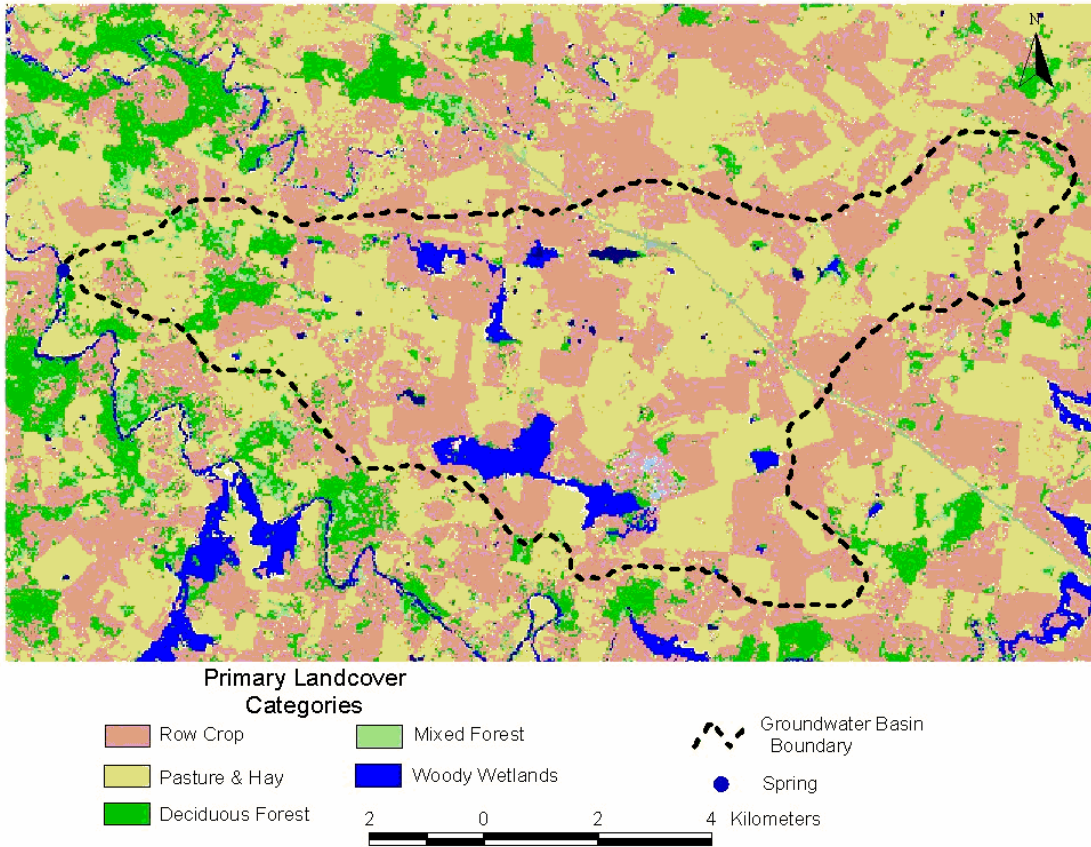 N
Primary Landcover
Categories
Row Crop
Mixed Forest
Groundwater Basin
Boundary
Pasture & Hay
Woody Wetlands
Spring
Deciduous Forest
2 0 2 4 Kilometers